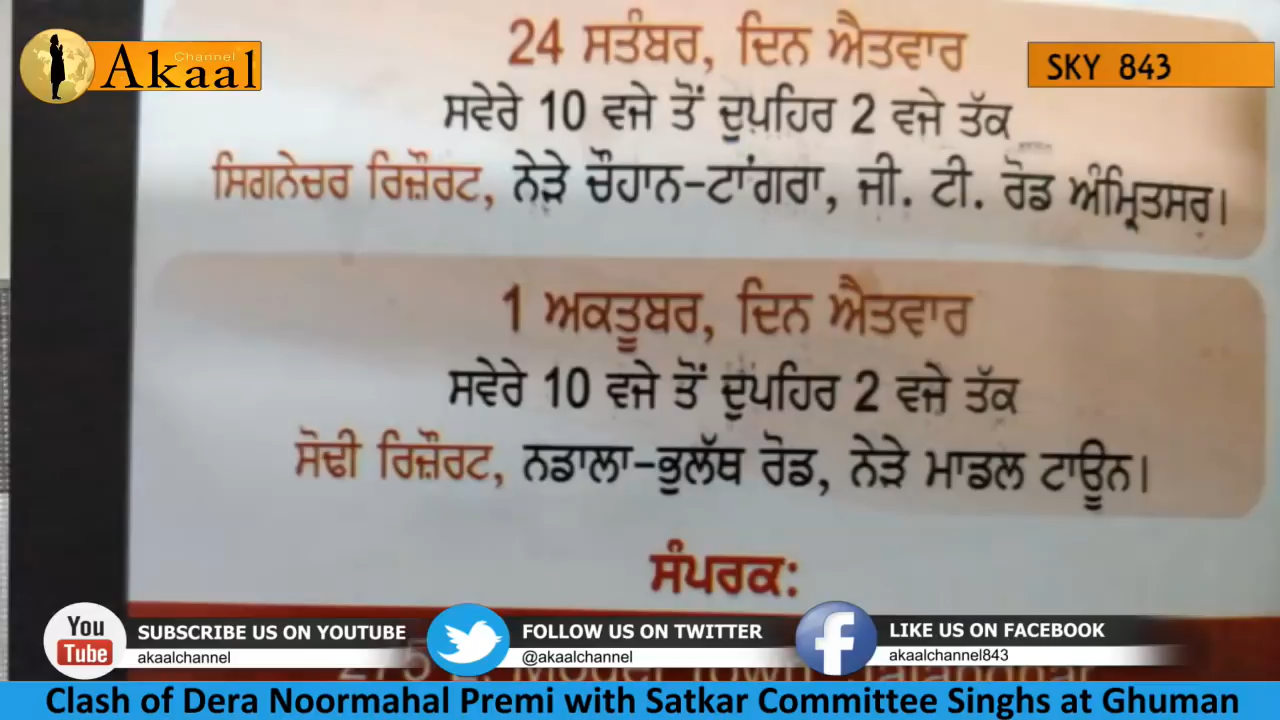 Akaal
Channel
SKY 843
24 ਸਤੰਬਰ, ਦਿਨ ਐਤਵਾਰ
ਸਵੇਰੇ 10 ਵਜੇ ਤੋਂ ਦੁਪਹਿਰ 2 ਵਜੇ ਤੱਕ
ਸਿਗਨੇਚਰ ਰਿਜ਼ੌਰਟ, ਨੇੜੇ ਚੌਹਾਨ-ਟਾਂਗਰਾ, ਜੀ. ਟੀ. ਰੋਡ ਅੰਮ੍ਰਿਤਸਰ।
1 ਅਕਤੂਬਰ, ਦਿਨ ਐਤਵਾਰ
ਸਵੇਰੇ 10 ਵਜੇ ਤੋਂ ਦੁਪਹਿਰ 2 ਵਜੇ ਤੱਕ
ਸੋਢੀ ਰਿਜ਼ੌਰਟ, ਨਡਾਲਾ-ਭੁਲੱਥ ਰੋਡ, ਨੇੜੇ ਮਾਡਲ ਟਾਊਨ।
ਸੰਪਰਕ:
You Tube
SUBSCRIBE US ON YOUTUBE
akaalchannel
FOLLOW US ON TWITTER
@akaalchannel
f
LIKE US ON FACEBOOK
akaalchannel843
Clash of Dera Noormahal Premi with Satkar Committee Singhs at Ghuman